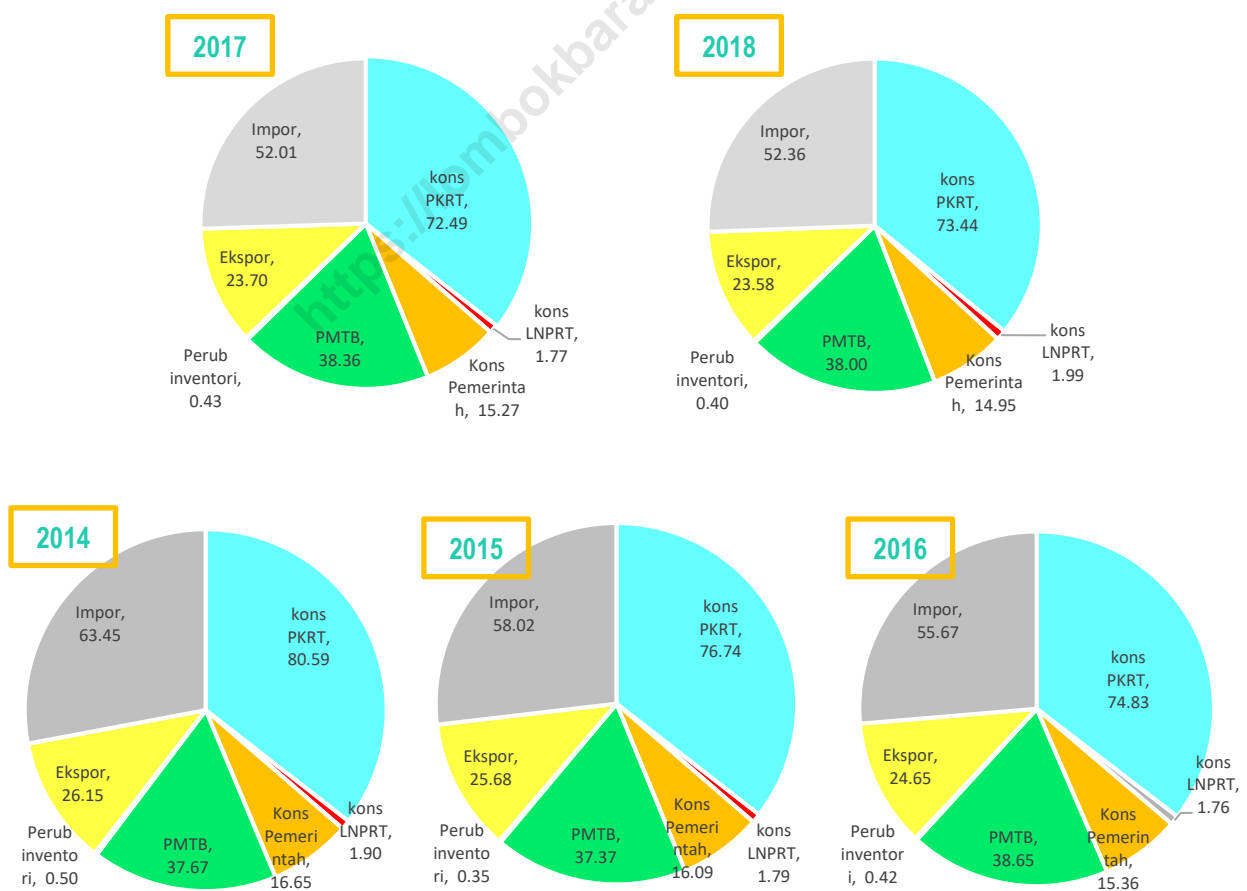 2017
Impor,
52.01
kons
PKRT,
72.49
Ekspor,
23.70
PMTB,
38.36
Perub
inventori,
0.43
Kons
Pemerinta
h, 15.27
kons
LNPRT,
1.77
2018
Impor,
52.36
kons
PKRT,
73.44
Ekspor,
23.58
PMTB,
38.00
Perub
inventori,
0.40
Kons
Pemerinta
h, 14.95
kons
LNPRT,
1.99
https://lombokbara
2014
Impor,
63.45
kons
PKRT,
80.59
Ekspor,
26.15
Perub
invento
ri, 0.50
PMTB,
37.67
Kons
Pemeri
ntah,
16.65
kons
LNPRT,
1.90
2015
Impor,
58.02
kons
PKRT,
76.74
Ekspor,
25.68
Perub
invento
ri, 0.35
PMTB,
37.37
Kons
Pemeri
ntah,
16.09
kons
LNPRT,
1.79
2016
Impor,
55.67
kons
PKRT,
74.83
Ekspor,
24.65
Perub
inventor
i, 0.42
PMTB,
38.65
Kons
Pemerin
tah,
15.36
kons
LNPRT,
1.76